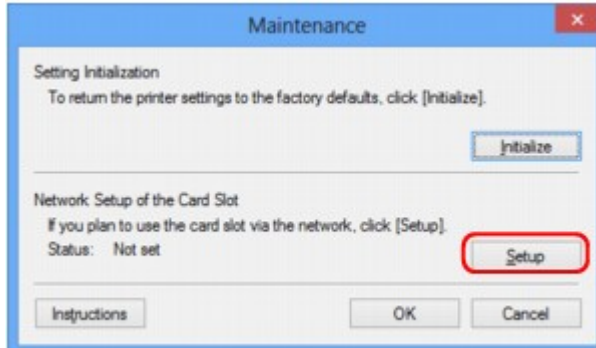 Maintenance
Setting Initialization
To return the printer settings to the factory defaults, click [Initialize].
Initialize
Network Setup of the Card Slot
If you plan to use the card slot via the network, click [Setup].
Status: Not set
Setup
Instructions OK Cancel